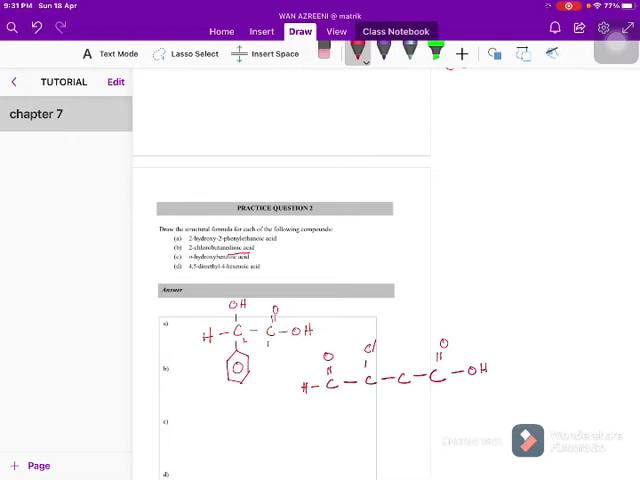 9:31 PM Sun 18 Apr
77%
WAN AZREENI @ matrik
Home Insert Draw View Class Notebook
Text Mode Lasso Select Insert Space
TUTORIAL Edit
chapter 7
PRACTICE QUESTION 2
Draw the structural formula for each of the following compounds:
(a) 2-hydroxy-2-phenylethanoic acid
(b) 2-chlorobutanedioic acid
(c) o-hydroxybenzoic acid
(d) 4,5-dimethyl-4-hexenoic acid
Answer
a)
OH O
H - C - C - OH
2 1
b)
O Cl O
H - C - C - C - C - OH
c)
d)
Wondershare
+ Page